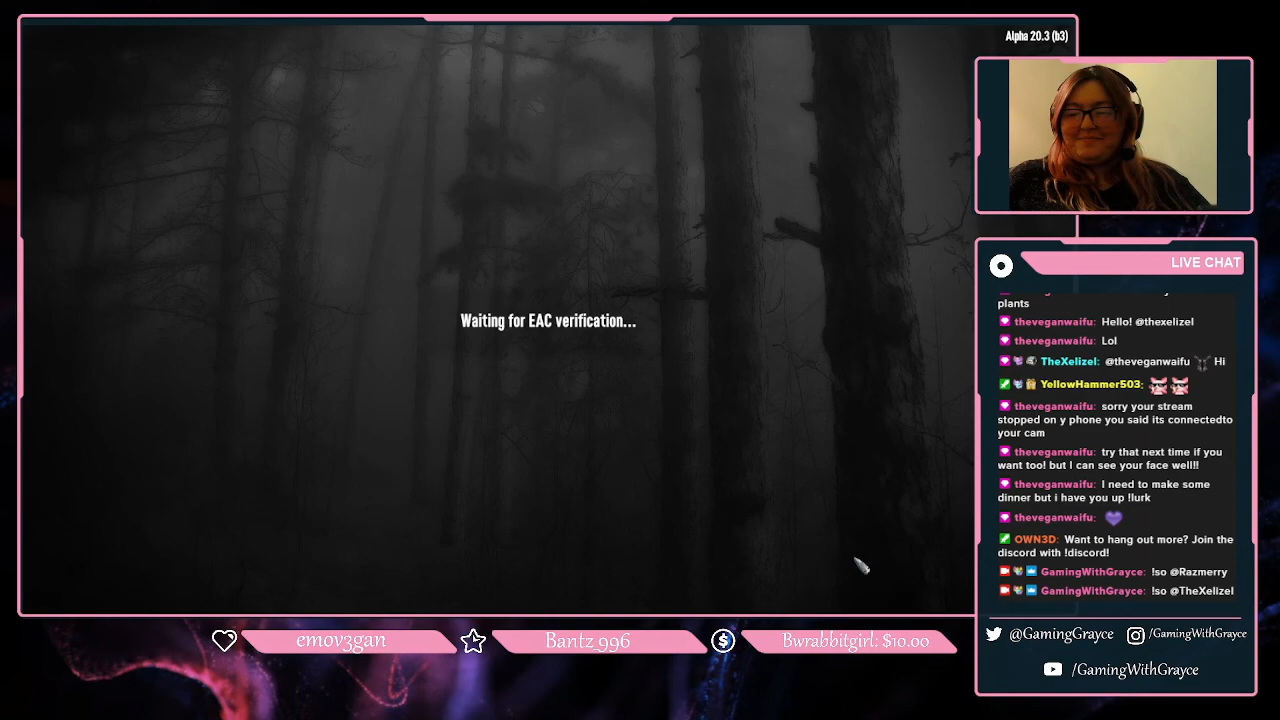 Alpha 20.3 (b3)
Waiting for EAC verification...
LIVE CHAT
plants
theveganwaifu: Hello! @thexelizel
theveganwaifu: Lol
TheXelizel: @theveganwaifu Hi
YellowHammer503:
theveganwaifu: sorry your stream
stopped on y phone you said its connectedto
your cam
theveganwaifu: try that next time if you
want too! but I can see your face well!!
theveganwaifu: I need to make some
dinner but i have you up !lurk
theveganwaifu:
OWN3D: Want to hang out more? Join the
discord with !discord!
GamingWithGrayce: !so @Razmerry
GamingWithGrayce: !so @TheXelizel
@GamingGrayce /GamingWithGrayce
/GamingWithGrayce
emov3gan Bantz_996 Bwrabbitgirl: $10.00